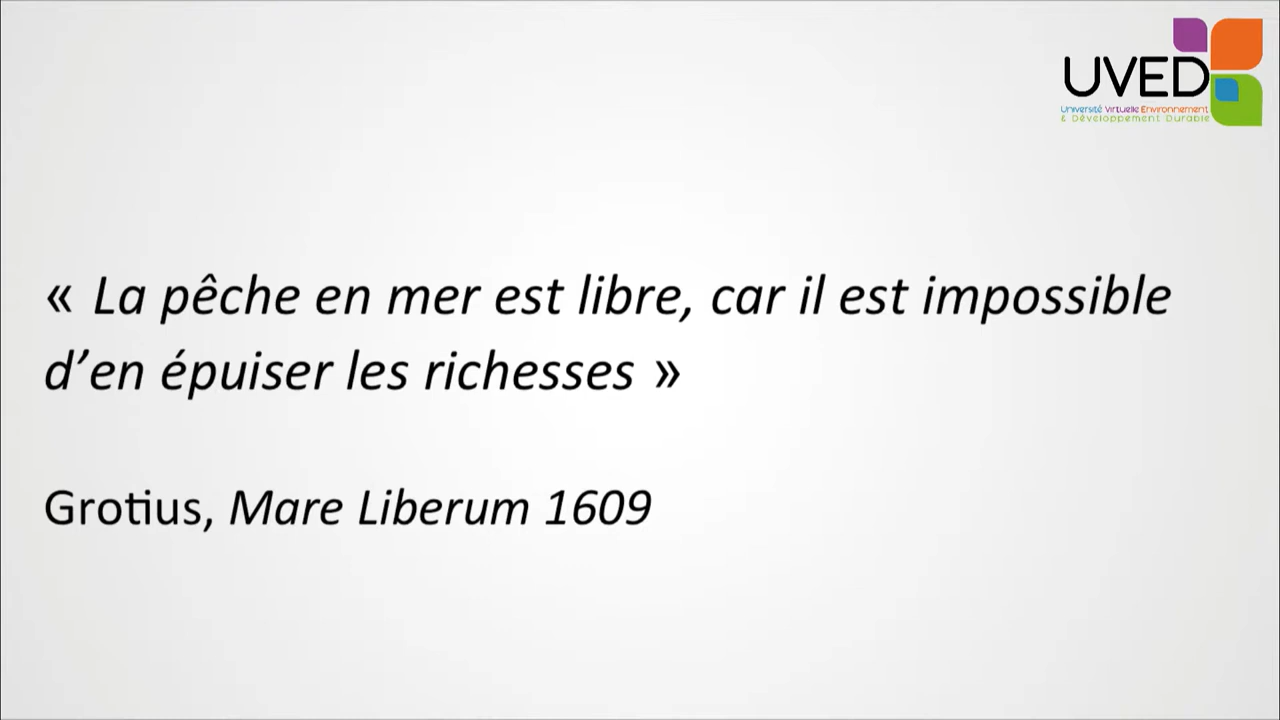 UVED
Université Virtuelle Environnement
& Développement Durable
« La pêche en mer est libre, car il est impossible
d’en épuiser les richesses »
Grotius, Mare Liberum 1609